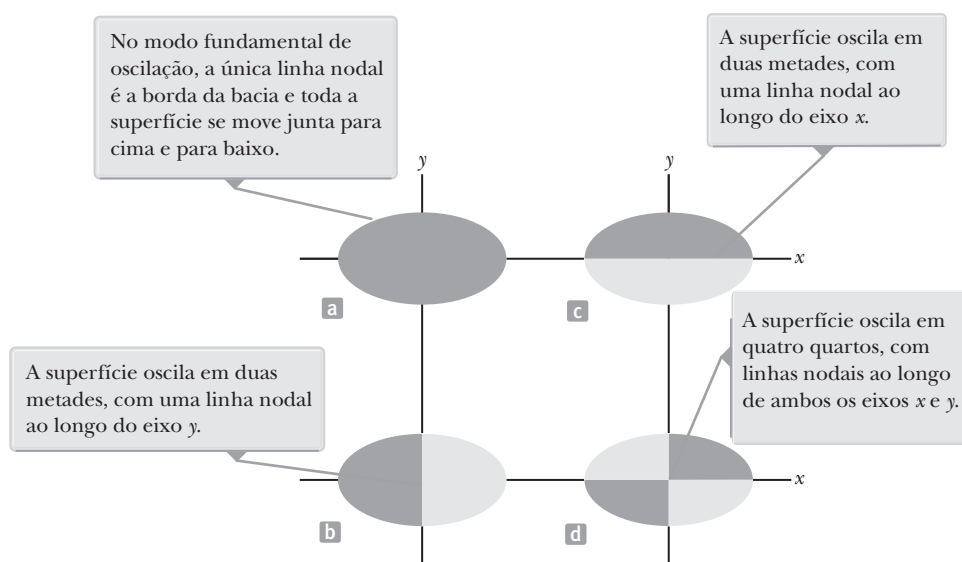 No modo fundamental de
oscilação, a única linha nodal
é a borda da bacia e toda a
superfície se move junta para
cima e para baixo.
A superfície oscila em
duas metades, com
uma linha nodal ao
longo do eixo x.
y
y
x
a
c
A superfície oscila em duas
metades, com uma linha nodal
ao longo do eixo y.
A superfície oscila em
quatro quartos, com
linhas nodais ao longo
de ambos os eixos x e y.
x
b
d